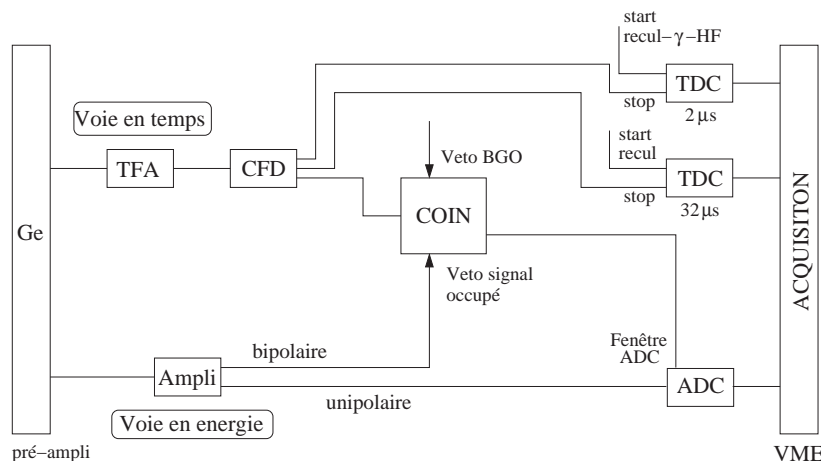 start
recul−γ−HF
TDC
stop
2 µs
Voie en temps
start
recul
TFA
CFD
Veto BGO
TDC
stop
32 µs
COIN
Ge
ACQUISITON
Veto signal
occupé
bipolaire
Fenêtre
ADC
Ampli
unipolaire
ADC
Voie en energie
pré−ampli
VME